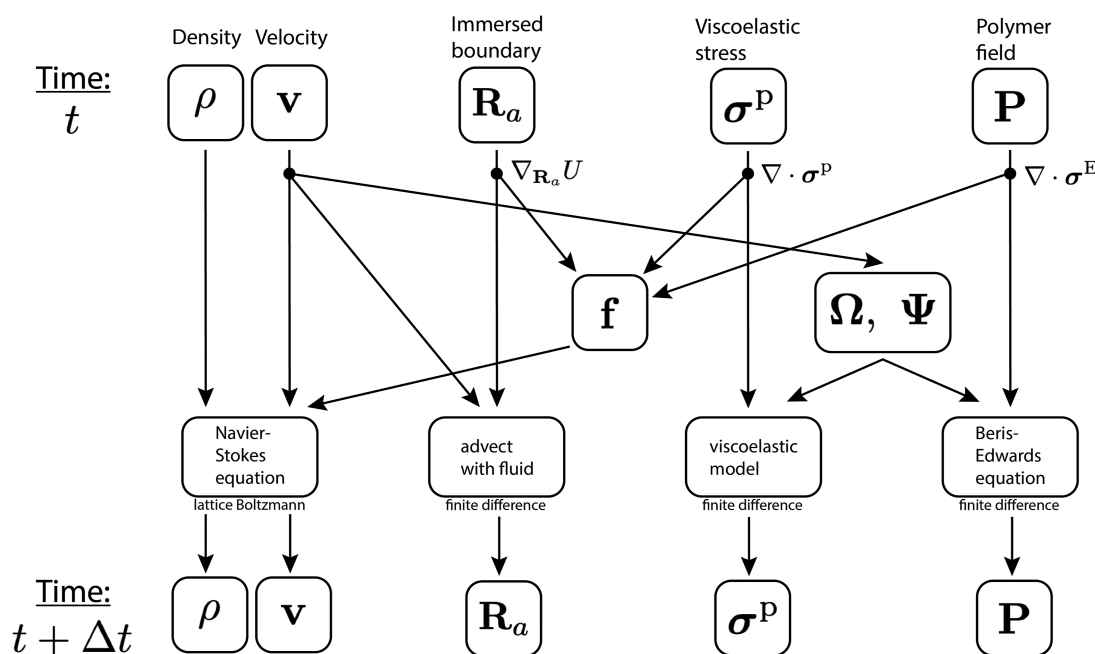 Density Velocity
Immersed
boundary
Viscoelastic
stress
Polymer
field
Time:
t
ρ
v
R_a
σ^p
P
∇_{R_a} U
∇ · σ^p
∇ · σ^E
f
Ω, Ψ
Navier-
Stokes
equation
lattice Boltzmann
advect
with fluid
finite difference
viscoelastic
model
finite difference
Beris-
Edwards
equation
finite difference
Time:
t + Δt
ρ
v
R_a
σ^p
P